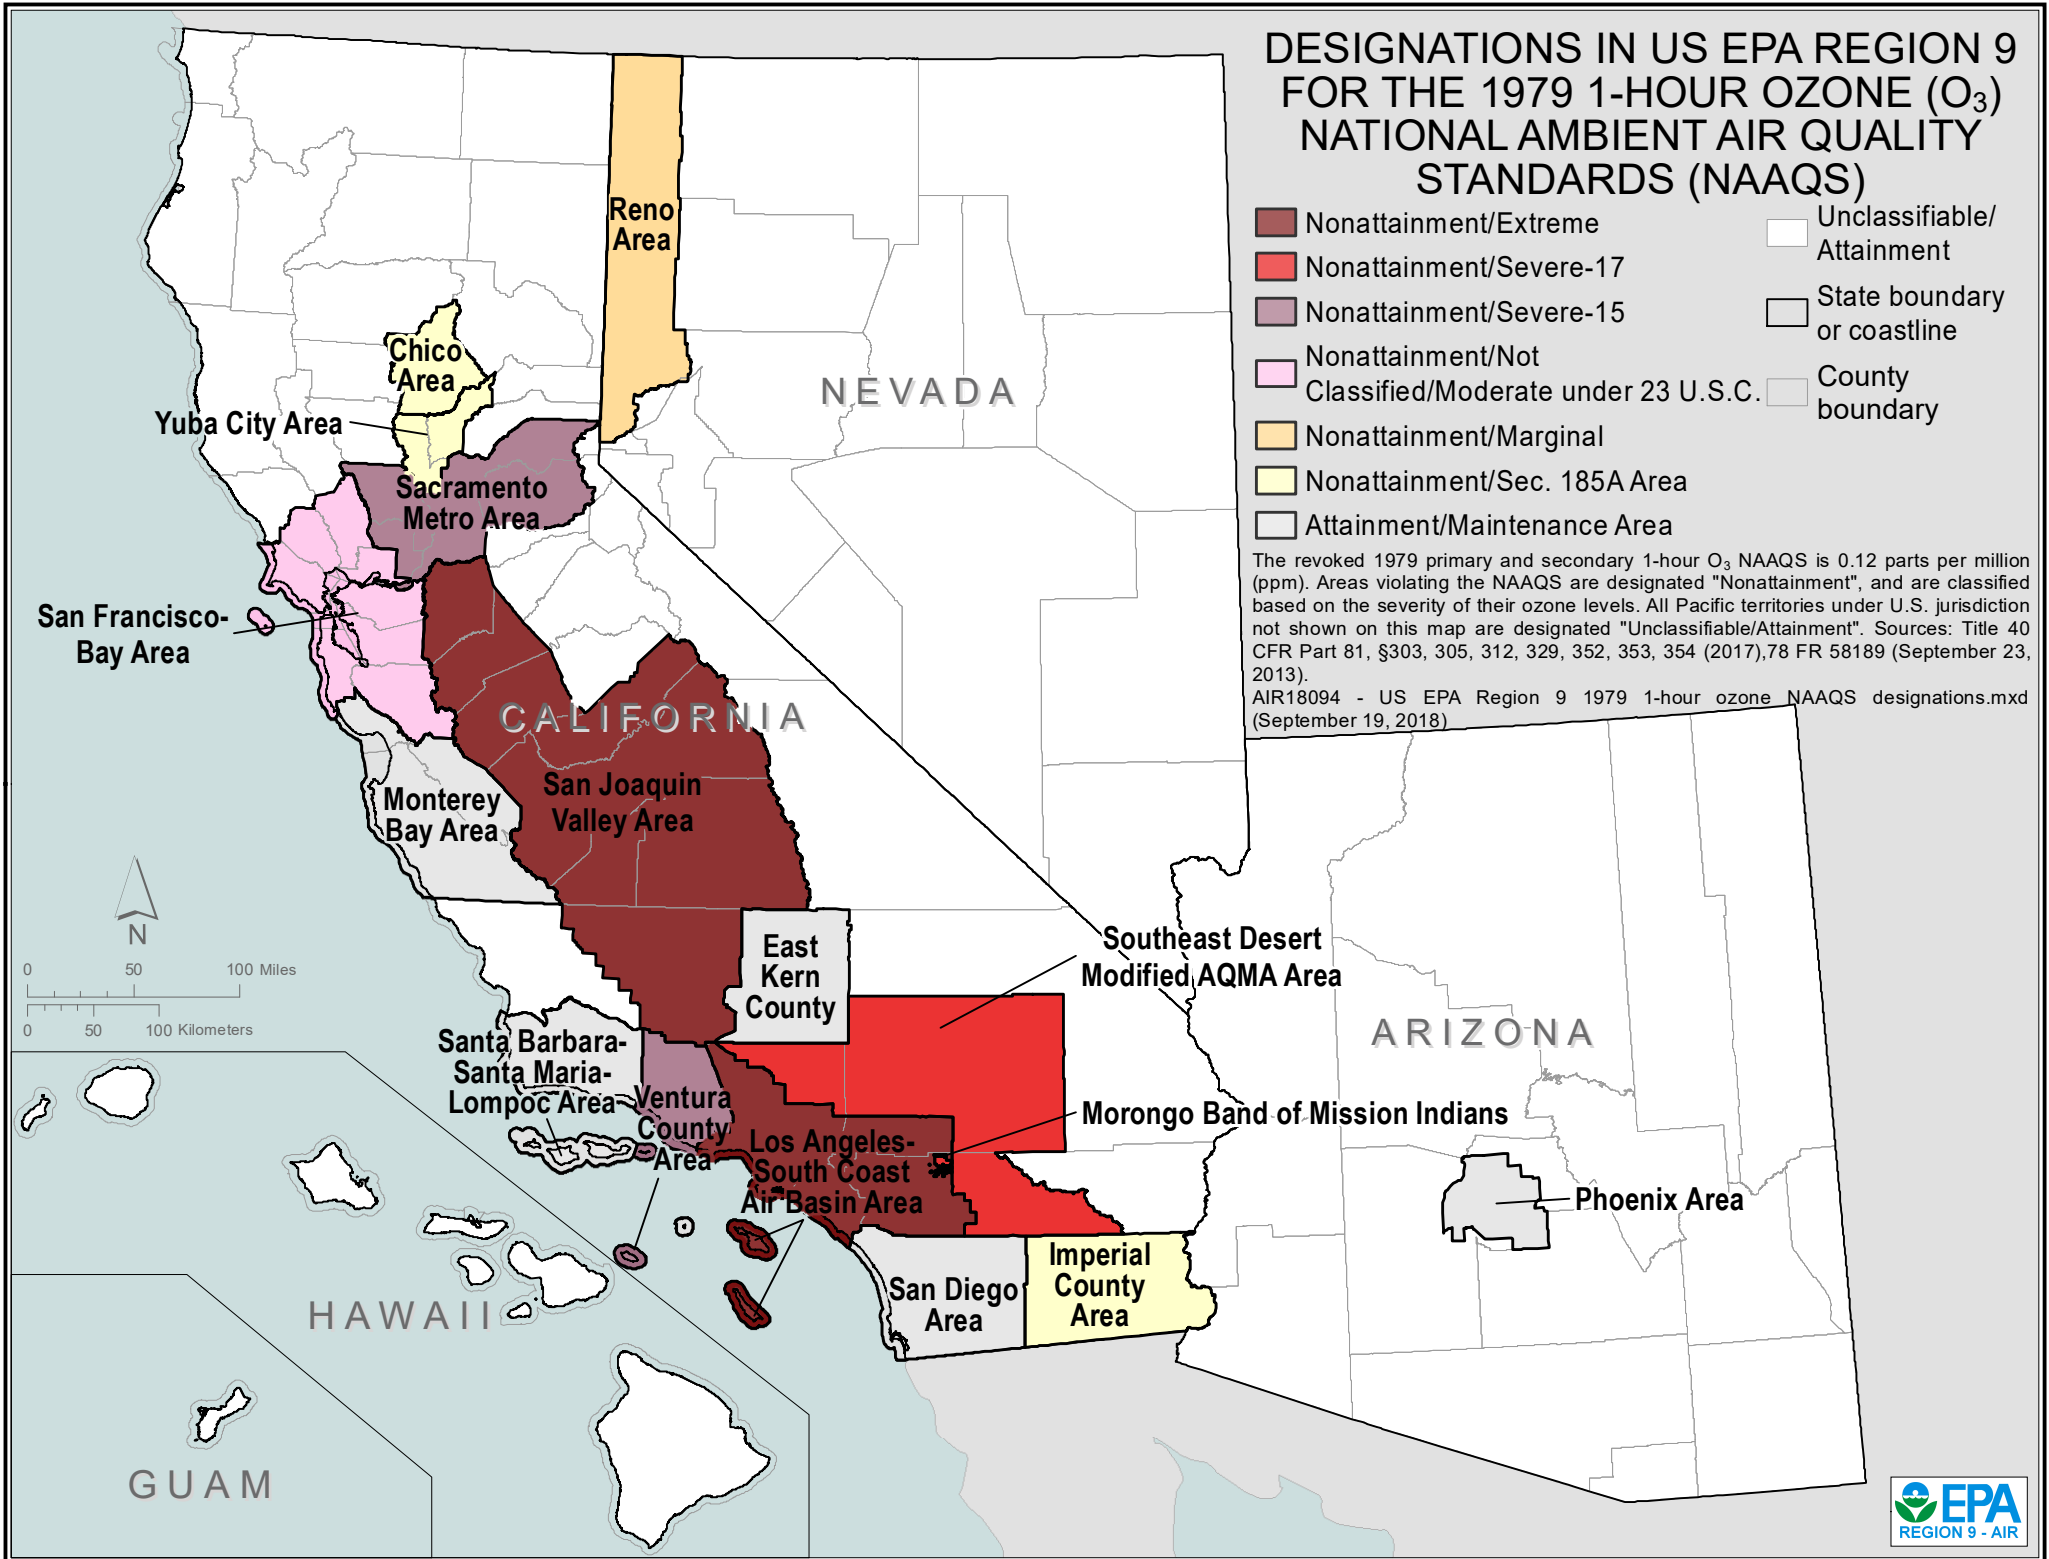 DESIGNATIONS IN US EPA REGION 9
FOR THE 1979 1-HOUR OZONE (O₃)
NATIONAL AMBIENT AIR QUALITY
STANDARDS (NAAQS)
Nonattainment/Extreme
Nonattainment/Severe-17
Nonattainment/Severe-15
Nonattainment/Not
Classified/Moderate under 23 U.S.C.
Nonattainment/Marginal
Nonattainment/Sec. 185A Area
Attainment/Maintenance Area
Unclassifiable/
Attainment
State boundary
or coastline
County
boundary
The revoked 1979 primary and secondary 1-hour O₃ NAAQS is 0.12 parts per million
(ppm). Areas violating the NAAQS are designated "Nonattainment", and are classified
based on the severity of their ozone levels. All Pacific territories under U.S. jurisdiction
not shown on this map are designated "Unclassifiable/Attainment". Sources: Title 40
CFR Part 81, §303, 305, 312, 329, 352, 353, 354 (2017),78 FR 58189 (September 23,
2013).
AIR18094 - US EPA Region 9 1979 1-hour ozone NAAQS designations.mxd
(September 19, 2018)
Reno
Area
Chico
Area
NEVADA
Yuba City Area
Sacramento
Metro Area
San Francisco-
Bay Area
CALIFORNIA
San Joaquin
Valley Area
Monterey
Bay Area
N
0 50 100 Miles
0 50 100 Kilometers
East
Kern
County
Southeast Desert
Modified AQMA Area
ARIZONA
Santa Barbara-
Santa Maria-
Lompoc Area
Ventura
County
Area
Los Angeles-
South Coast
Air Basin Area
Morongo Band of Mission Indians
Phoenix Area
San Diego
Area
Imperial
County
Area
HAWAII
GUAM
EPA
REGION 9 - AIR